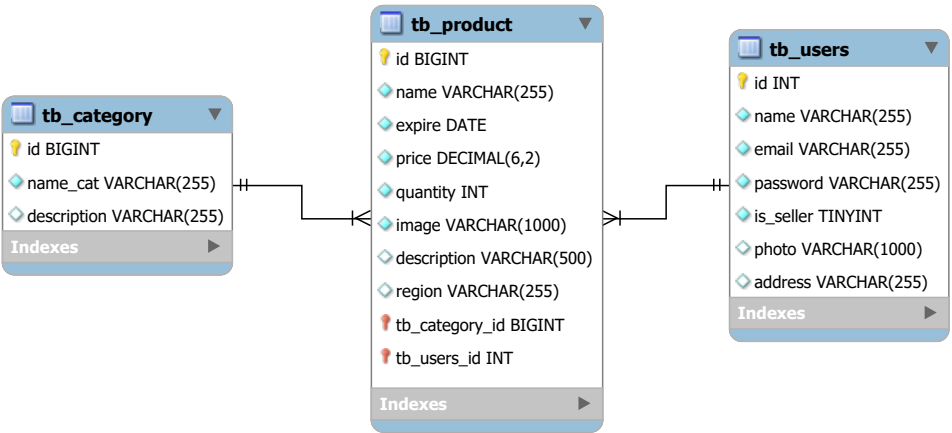 tb_category
id BIGINT
name_cat VARCHAR(255)
description VARCHAR(255)
Indexes
tb_product
id BIGINT
name VARCHAR(255)
expire DATE
price DECIMAL(6,2)
quantity INT
image VARCHAR(1000)
description VARCHAR(500)
region VARCHAR(255)
tb_category_id BIGINT
tb_users_id INT
Indexes
tb_users
id INT
name VARCHAR(255)
email VARCHAR(255)
password VARCHAR(255)
is_seller TINYINT
photo VARCHAR(1000)
address VARCHAR(255)
Indexes